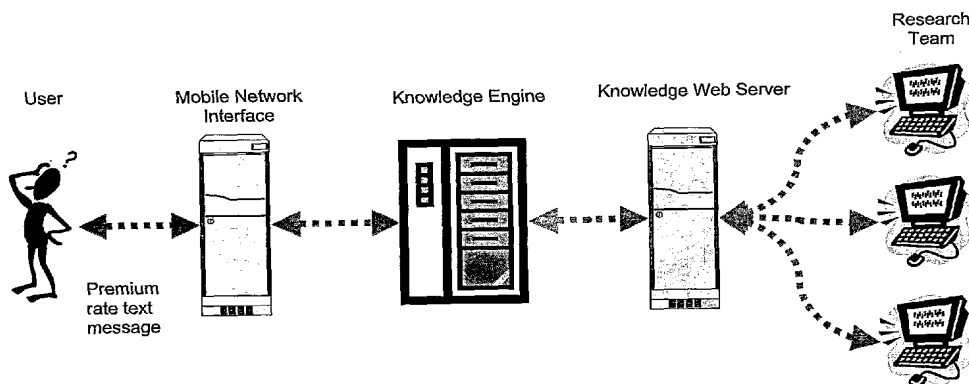 Research
Team
User
Mobile Network
Interface
Knowledge Engine
Knowledge Web Server
?
Premium
rate text
message